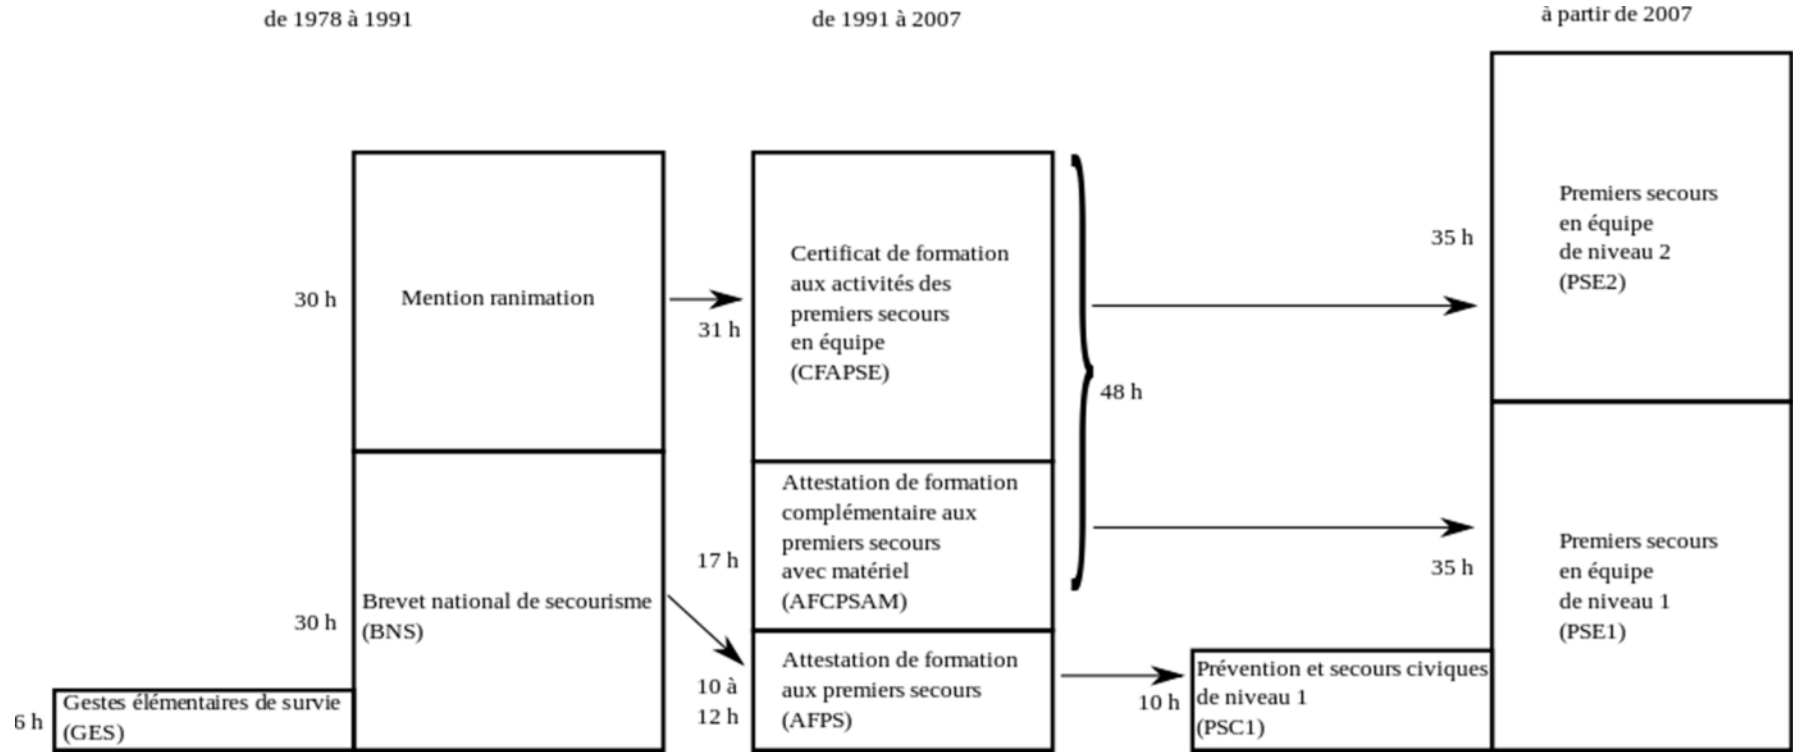 de 1978 à 1991
de 1991 à 2007
à partir de 2007
30 h
Mention ranimation
30 h
Brevet national de secourisme
(BNS)
6 h
Gestes élémentaires de survie
(GES)
31 h
Certificat de formation
aux activités des
premiers secours
en équipe
(CFAPSE)
17 h
Attestation de formation
complémentaire aux
premiers secours
avec matériel
(AFCPSAM)
10 à
12 h
Attestation de formation
aux premiers secours
(AFPS)
48 h
35 h
Premiers secours
en équipe
de niveau 2
(PSE2)
35 h
Premiers secours
en équipe
de niveau 1
(PSE1)
10 h
Prévention et secours civiques
de niveau 1
(PSC1)